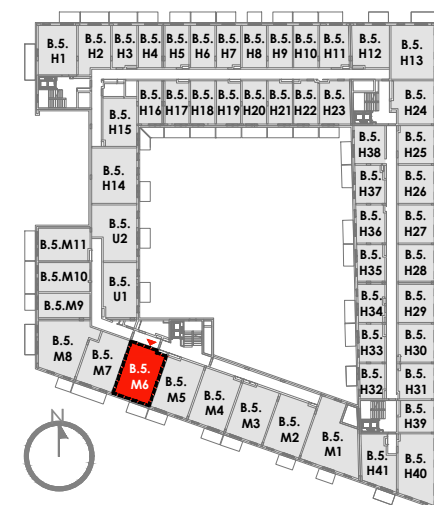 B.5.
H1
B.5.
H2
B.5.
H3
B.5.
H4
B.5.
H5
B.5.
H6
B.5.
H7
B.5.
H8
B.5.
H9
B.5.
H10
B.5.
H11
B.5.
H12
B.5.
H13
B.5.
H16
B.5.
H17
B.5.
H18
B.5.
H19
B.5.
H20
B.5.
H21
B.5.
H22
B.5.
H23
B.5.
H24
B.5.
H15
B.5.
H38
B.5.
H25
B.5.
H14
B.5.
H37
B.5.
H26
B.5.
U2
B.5.
H36
B.5.
H27
B.5.M11
B.5.
H35
B.5.
H28
B.5.M10
B.5.
U1
B.5.
H34
B.5.
H29
B.5.M9
B.5.
M8
B.5.
M7
B.5.
M6
B.5.
M5
B.5.
M4
B.5.
M3
B.5.
M2
B.5.
M1
B.5.
H33
B.5.
H30
B.5.
H32
B.5.
H31
B.5.
H39
B.5.
H41
B.5.
H40
N